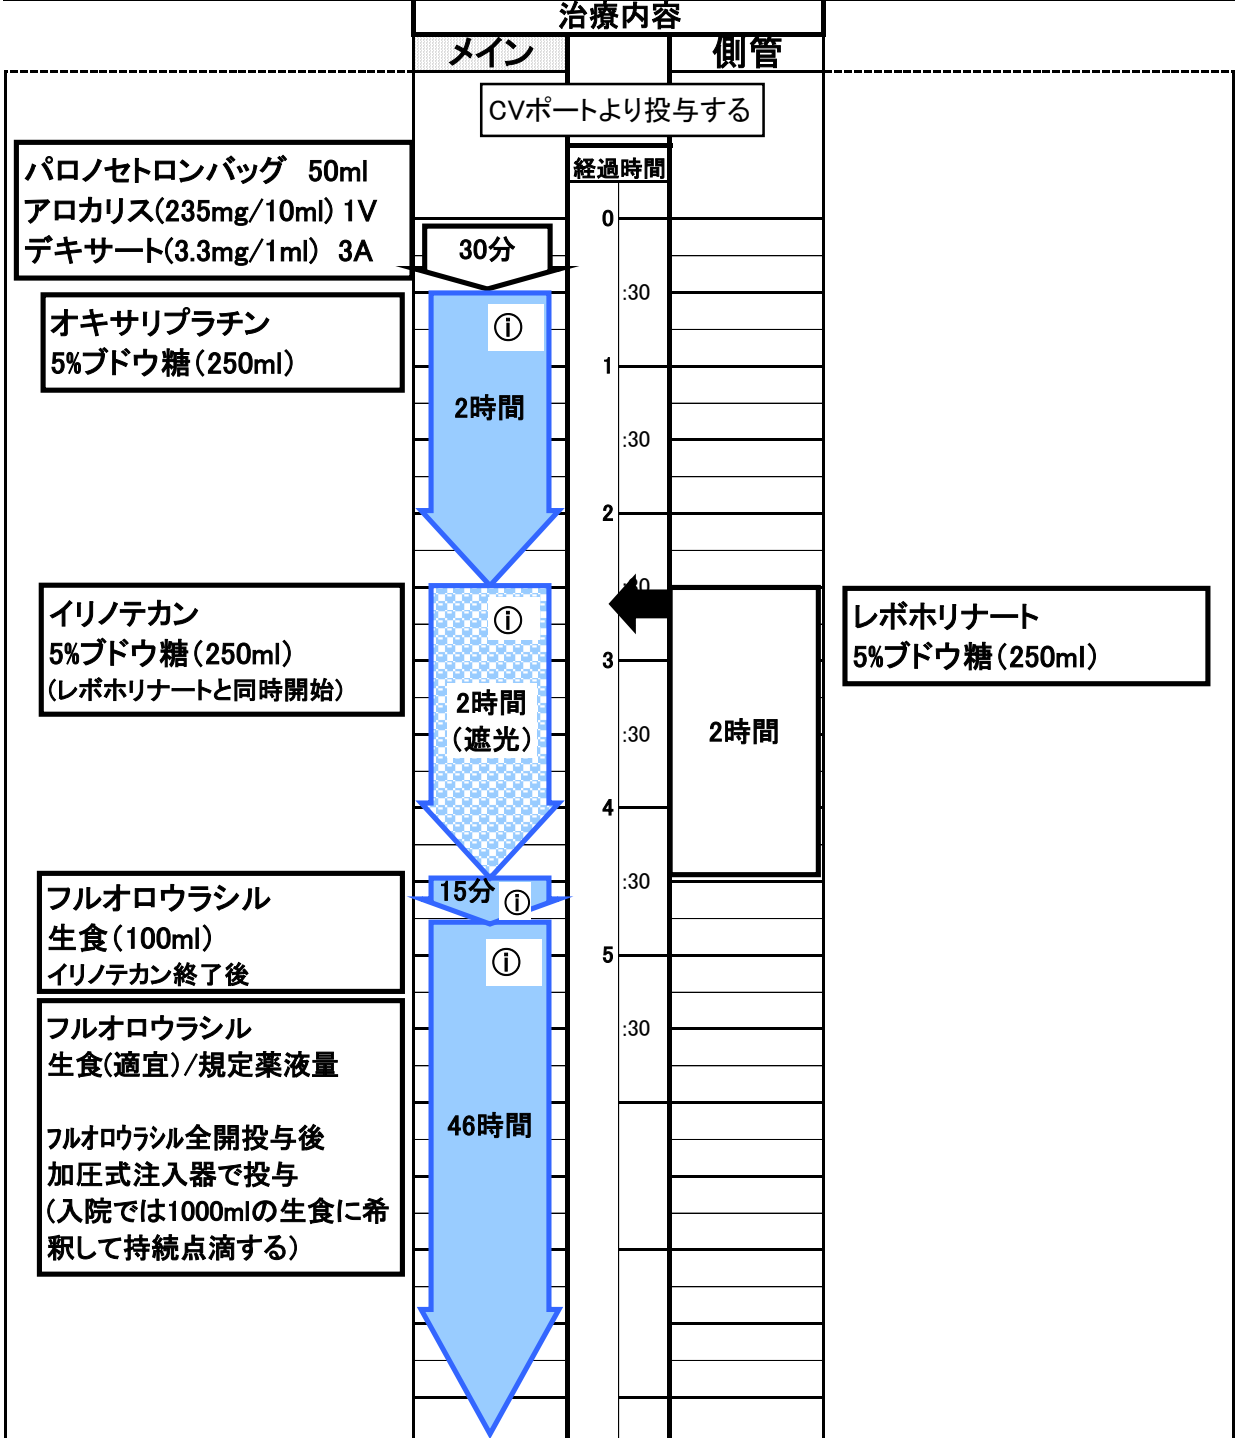 治療内容
メイン
側管
CVポートより投与する
経過時間
パロノセトロンバッグ 50ml
アロカリス(235mg/10ml) 1V
デキサート(3.3mg/1ml) 3A
0
30分
:30
オキサリプラチン
5%ブドウ糖(250ml)
ⓘ
1
2時間
:30
2
:30
イリノテカン
5%ブドウ糖(250ml)
(レボホリナートと同時開始)
ⓘ
2時間
(遮光)
レボホリナート
5%ブドウ糖(250ml)
3
:30
2時間
4
:30
フルオロウラシル
生食(100ml)
イリノテカン終了後
15分
ⓘ
ⓘ
5
:30
フルオロウラシル
生食(適宜)/規定薬液量
フルオロウラシル全開投与後
加圧式注入器で投与
(入院では1000mlの生食に希
釈して持続点滴する)
46時間